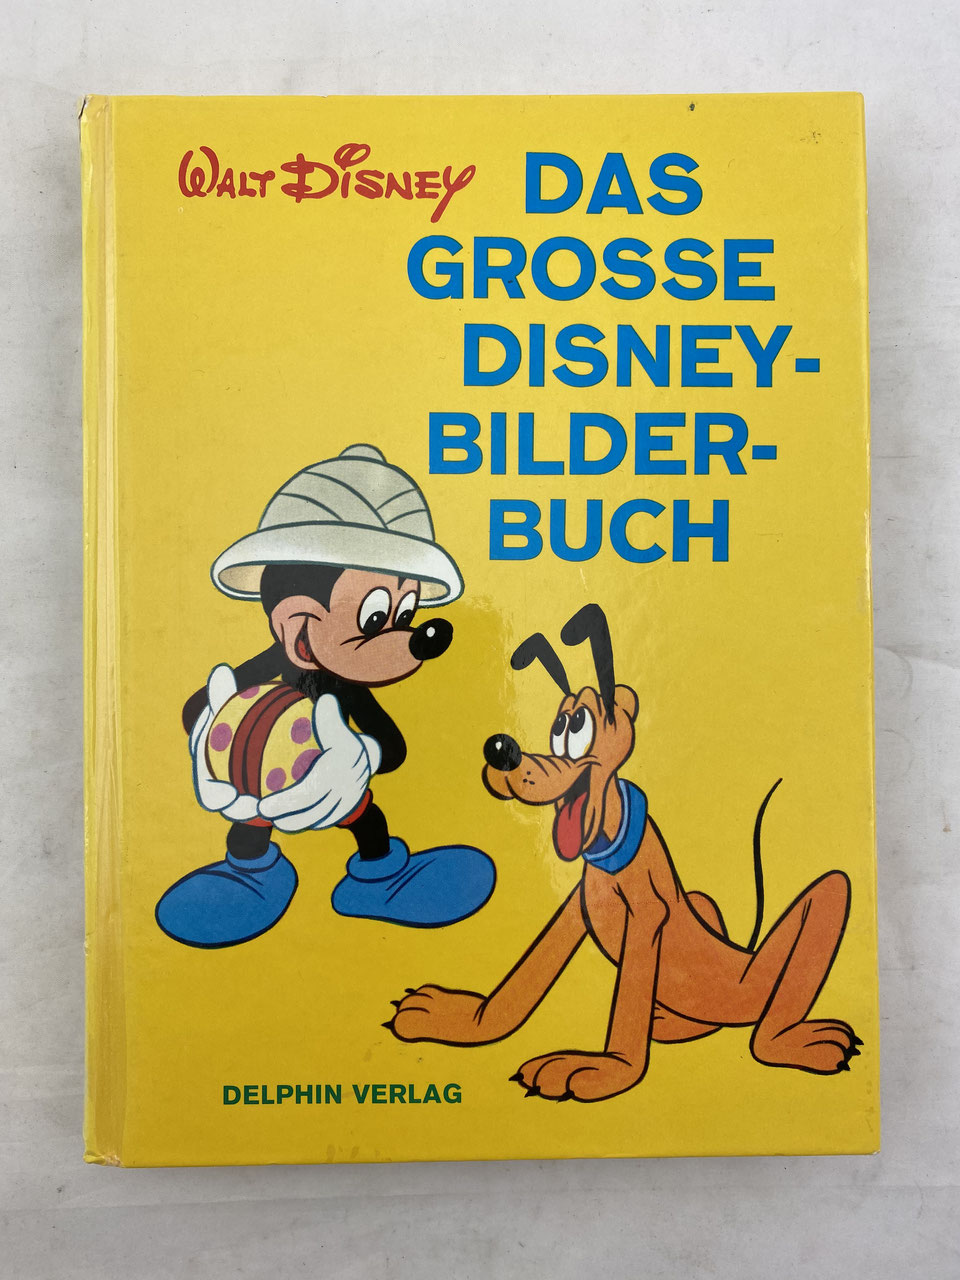 WALT DISNEY
DAS
GROSSE
DISNEY-
BILDER-
BUCH
DELPHIN VERLAG